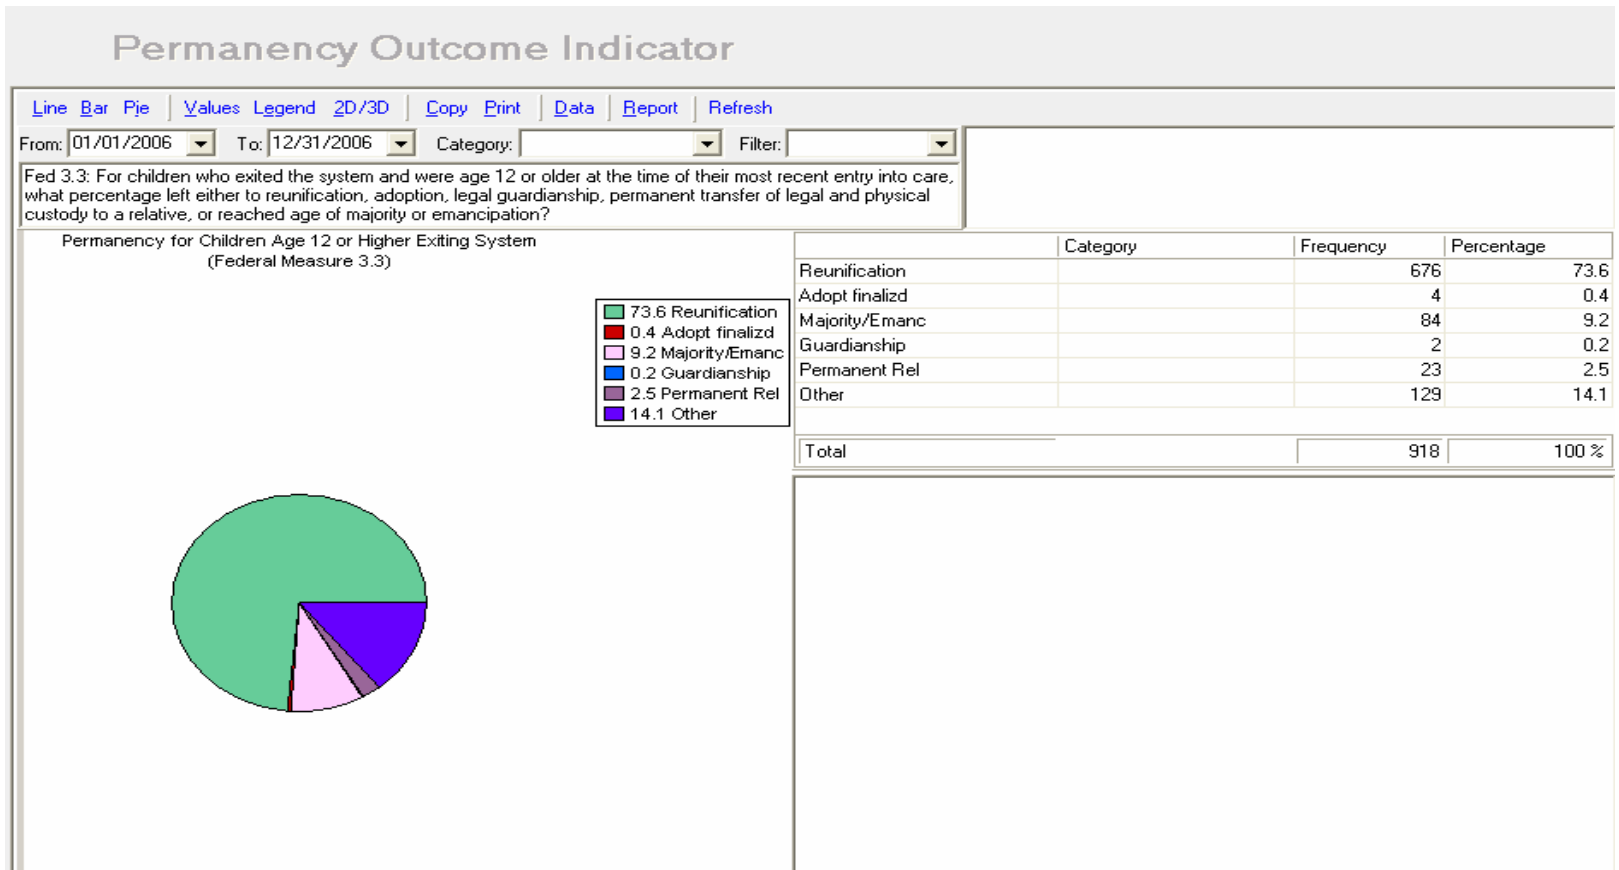 Permanency Outcome Indicator
Line Bar Pie Values Legend 2D/3D Copy Print Data Report Refresh
From: 01/01/2006 To: 12/31/2006 Category: Filter:
Fed 3.3: For children who exited the system and were age 12 or older at the time of their most recent entry into care,
what percentage left either to reunification, adoption, legal guardianship, permanent transfer of legal and physical
custody to a relative, or reached age of majority or emancipation?
Permanency for Children Age 12 or Higher Exiting System
(Federal Measure 3.3)
73.6 Reunification
0.4 Adopt finalizd
9.2 Majority/Emanc
0.2 Guardianship
2.5 Permanent Rel
14.1 Other
Category Frequency Percentage
Reunification 676 73.6
Adopt finalizd 4 0.4
Majority/Emanc 84 9.2
Guardianship 2 0.2
Permanent Rel 23 2.5
Other 129 14.1
Total 918 100 %